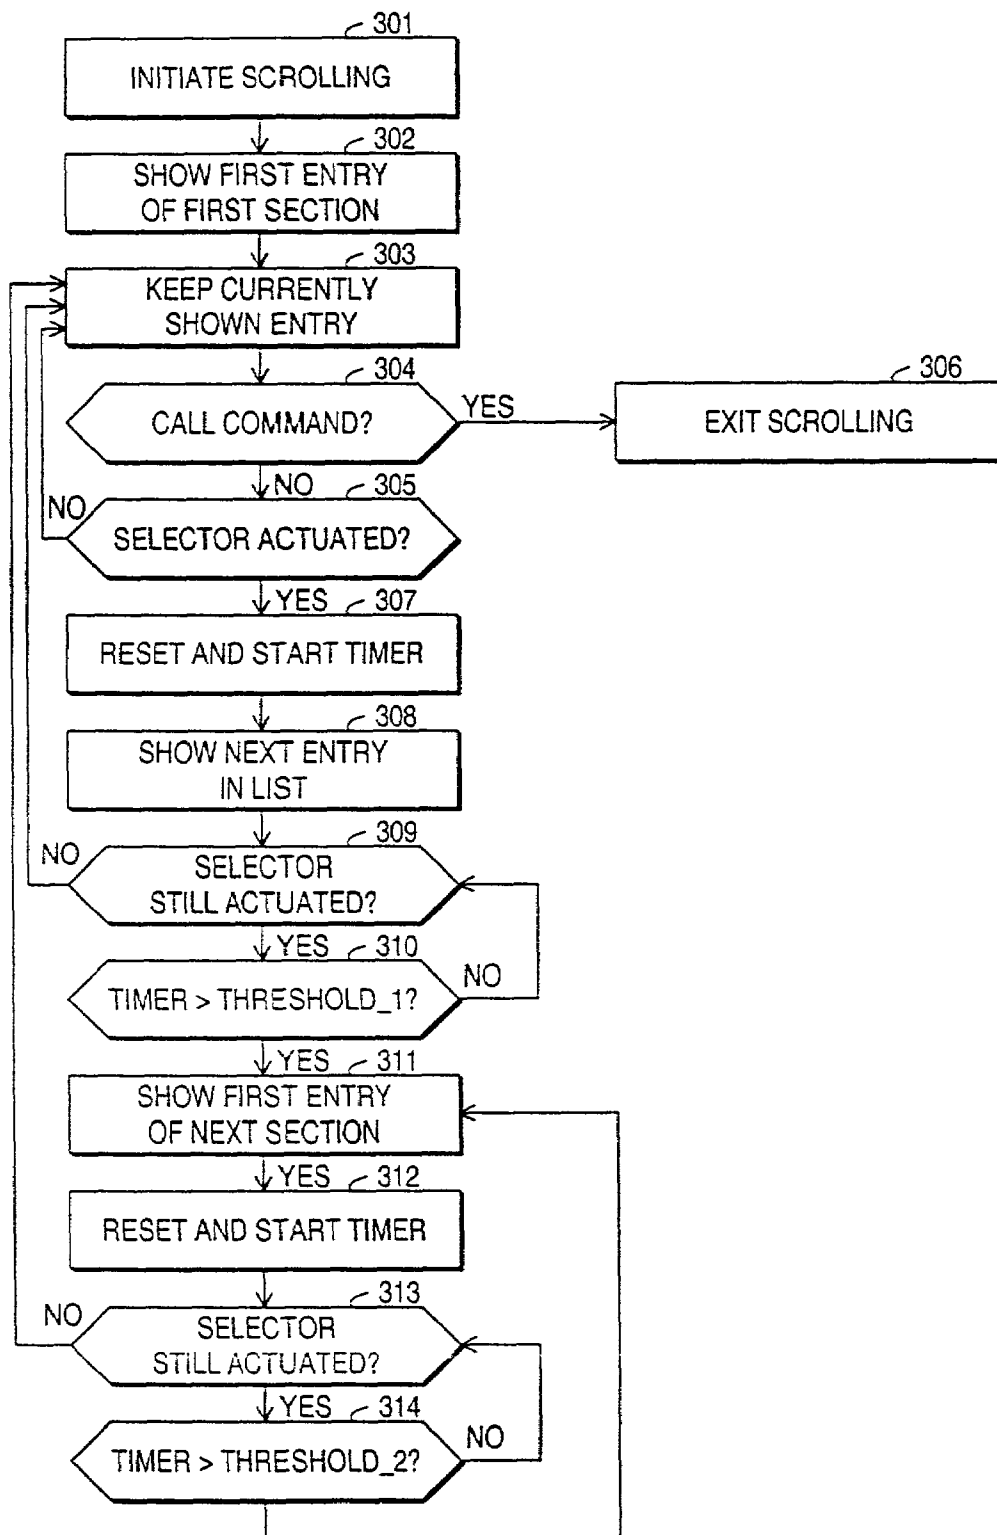 301
INITIATE SCROLLING
302
SHOW FIRST ENTRY
OF FIRST SECTION
303
KEEP CURRENTLY
SHOWN ENTRY
304
CALL COMMAND?
YES
306
EXIT SCROLLING
NO
305
NO
SELECTOR ACTUATED?
YES
307
RESET AND START TIMER
308
SHOW NEXT ENTRY
IN LIST
309
NO
SELECTOR
STILL ACTUATED?
YES
310
NO
TIMER > THRESHOLD_1?
YES
311
SHOW FIRST ENTRY
OF NEXT SECTION
YES
312
RESET AND START TIMER
313
NO
SELECTOR
STILL ACTUATED?
YES
314
NO
TIMER > THRESHOLD_2?